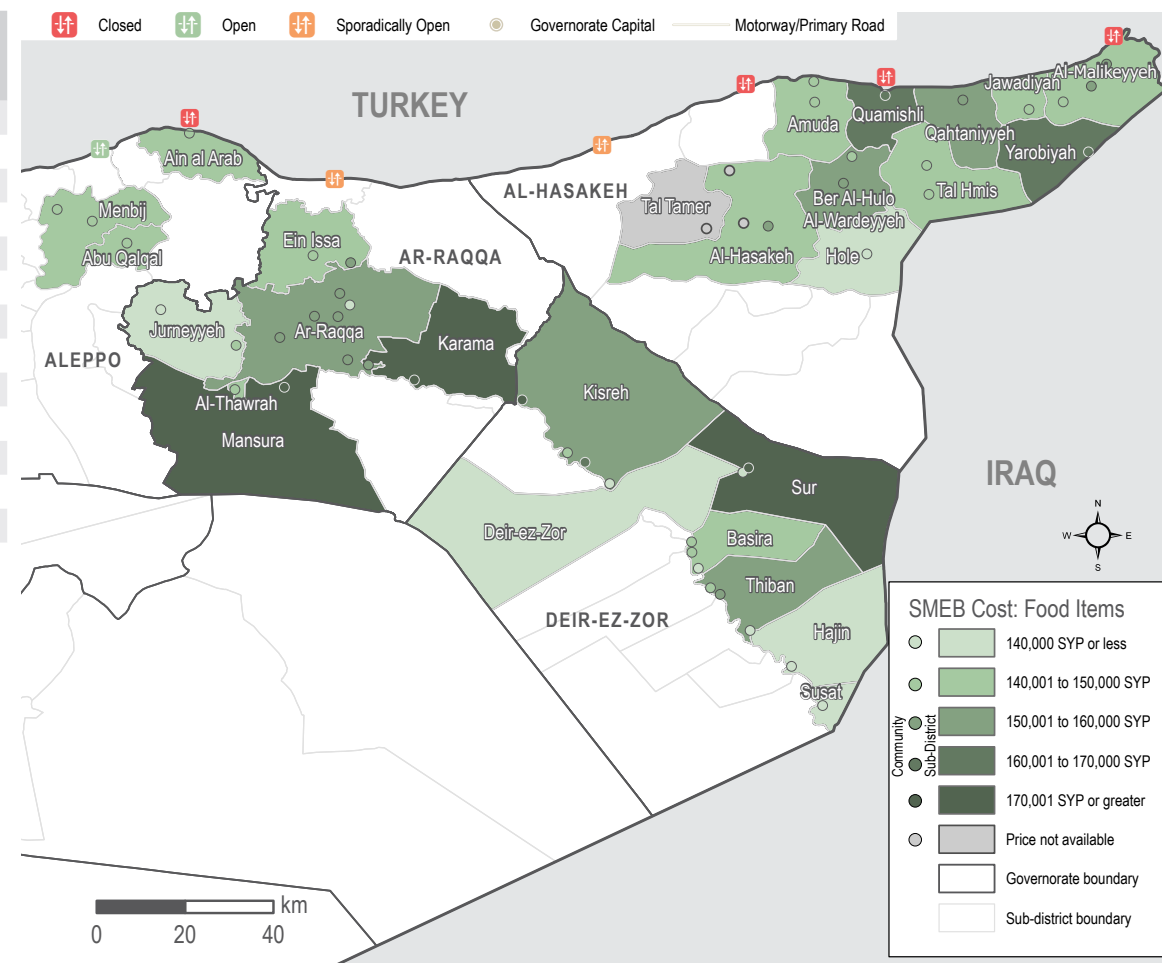 Closed Open Sporadically Open Governorate Capital Motorway/Primary Road
TURKEY
Al-Malikeyyeh
Jawadiyah
Quamishli
Amuda
Qahtaniyyeh
Yarobiyah
Ain al Arab
AL-HASAKEH
Tal Tamer
Ber Al-Hulo
Al-Wardeyyeh
Tal Hmis
Menbij
Abu Qalqal
Ein Issa
AR-RAQQA
Al-Hasakeh
Hole
Jurneyyeh
Ar-Raqqa
Karama
ALEPPO
Kisreh
Al-Thawrah
Mansura
IRAQ
Sur
Deir-ez-Zor
Basira
N
W E
S
Thiban
DEIR-EZ-ZOR
Hajin
Susat
SMEB Cost: Food Items
140,000 SYP or less
140,001 to 150,000 SYP
150,001 to 160,000 SYP
160,001 to 170,000 SYP
170,001 SYP or greater
Price not available
Governorate boundary
Sub-district boundary
Community
Sub-District
km
0 20 40